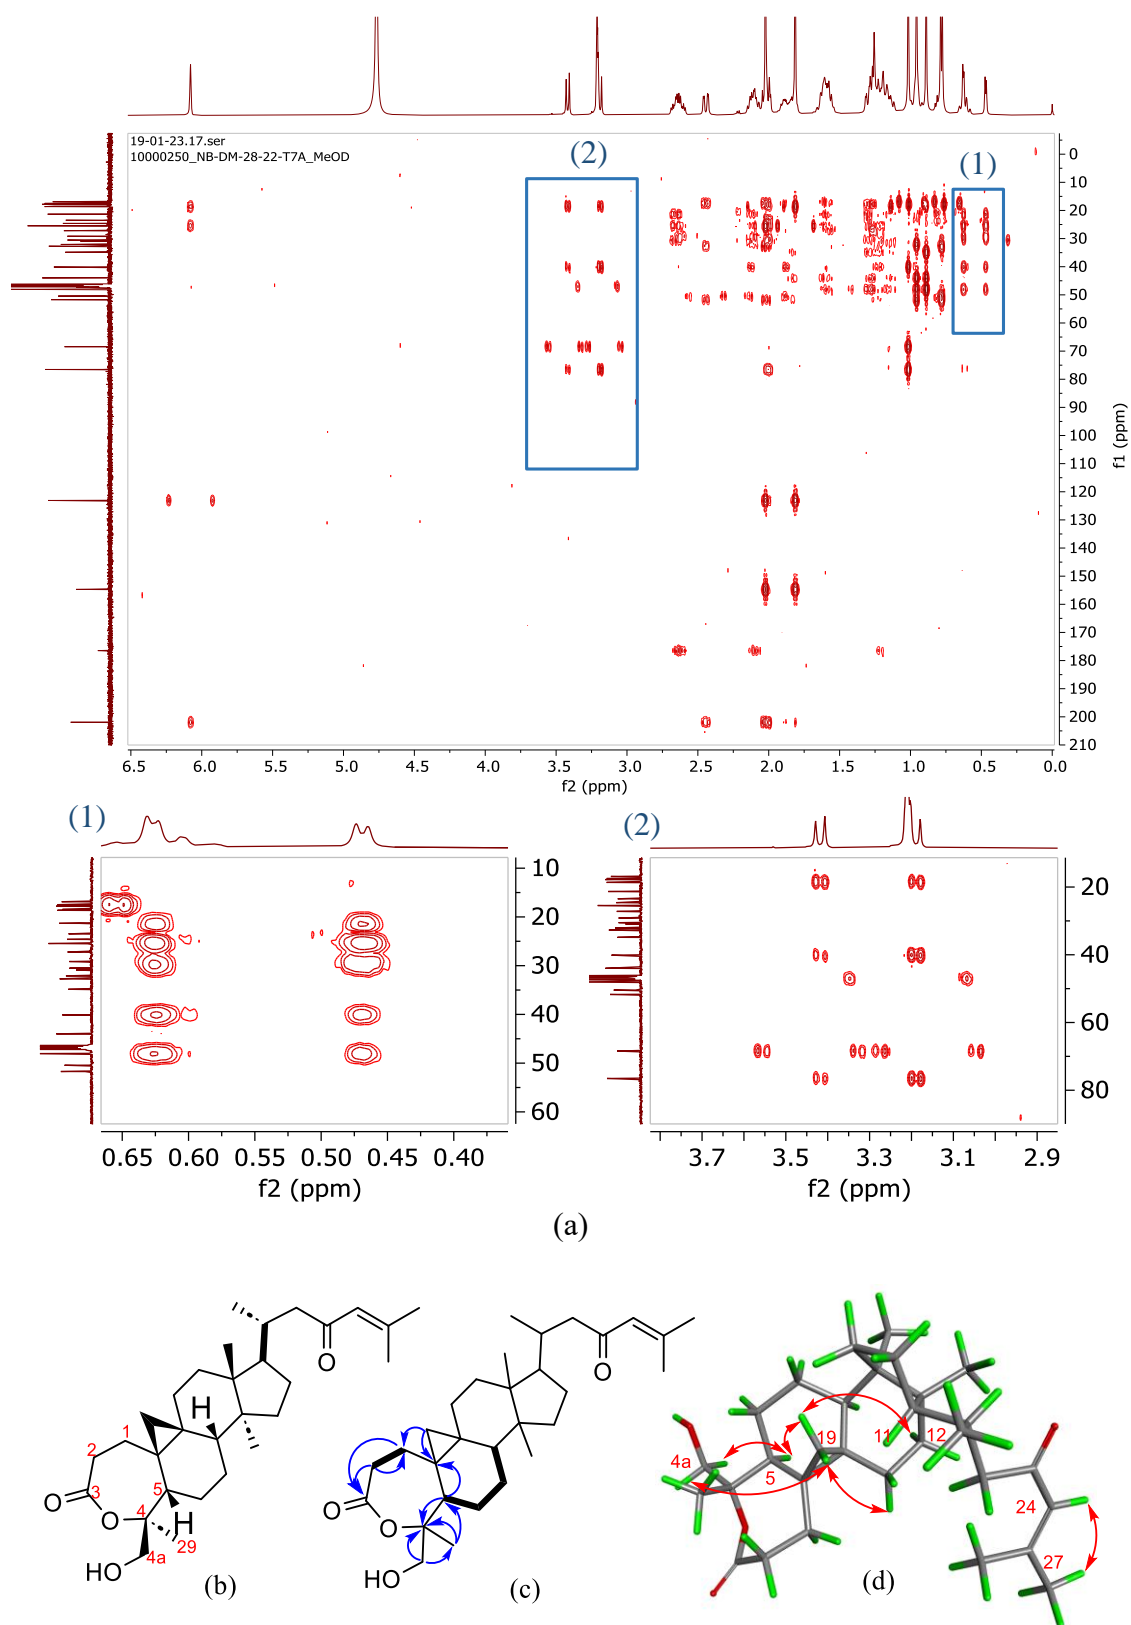 19-01-23.17.ser
10000250_NB-DM-28-22-T7A_MeOD
(2)
(1)
0
10
20
30
40
50
60
70
80
90
100
110
120
130
140
150
160
170
180
190
200
210
f1 (ppm)
6.5 6.0 5.5 5.0 4.5 4.0 3.5 3.0 2.5 2.0 1.5 1.0 0.5 0.0
f2 (ppm)
(1)
10
20
30
40
50
60
0.65 0.60 0.55 0.50 0.45 0.40
f2 (ppm)
(2)
20
40
60
80
3.7 3.5 3.3 3.2 3.1 2.9
f2 (ppm)
(a)
O
H
H
1
2
3
4
5
O
O
29
4a
HO
(b)
O
O
O
HO
(c)
4a
5
19
11
12
24
27
(d)